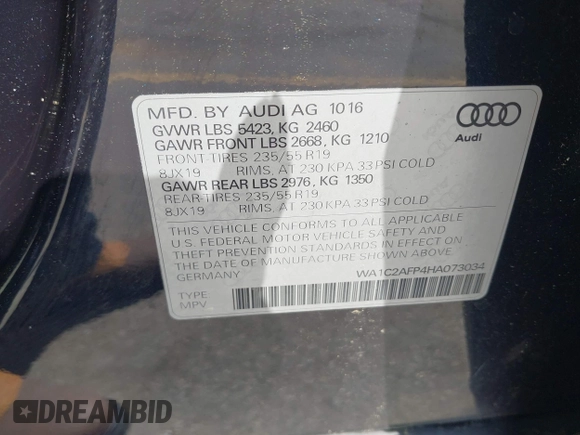 MFD. BY AUDI AG 10 16
GVWR LBS 5423, KG 2460
GAWR FRONT LBS 2668, KG 1210
FRONT-TIRES 235/55 R19
8JX19 RIMS, AT 230 KPA 33 PSI COLD
GAWR REAR LBS 2976, KG 1350
REAR-TIRES 235/55 R19
8JX19 RIMS, AT 230 KPA 33 PSI COLD
Audi
THIS VEHICLE CONFORMS TO ALL APPLICABLE
U.S. FEDERAL MOTOR VEHICLE SAFETY AND
THEFT PREVENTION STANDARDS IN EFFECT ON
THE DATE OF MANUFACTURE SHOWN ABOVE.
GERMANY
WA1C2AFP4HA073034
TYPE
MPV
DREAMBID